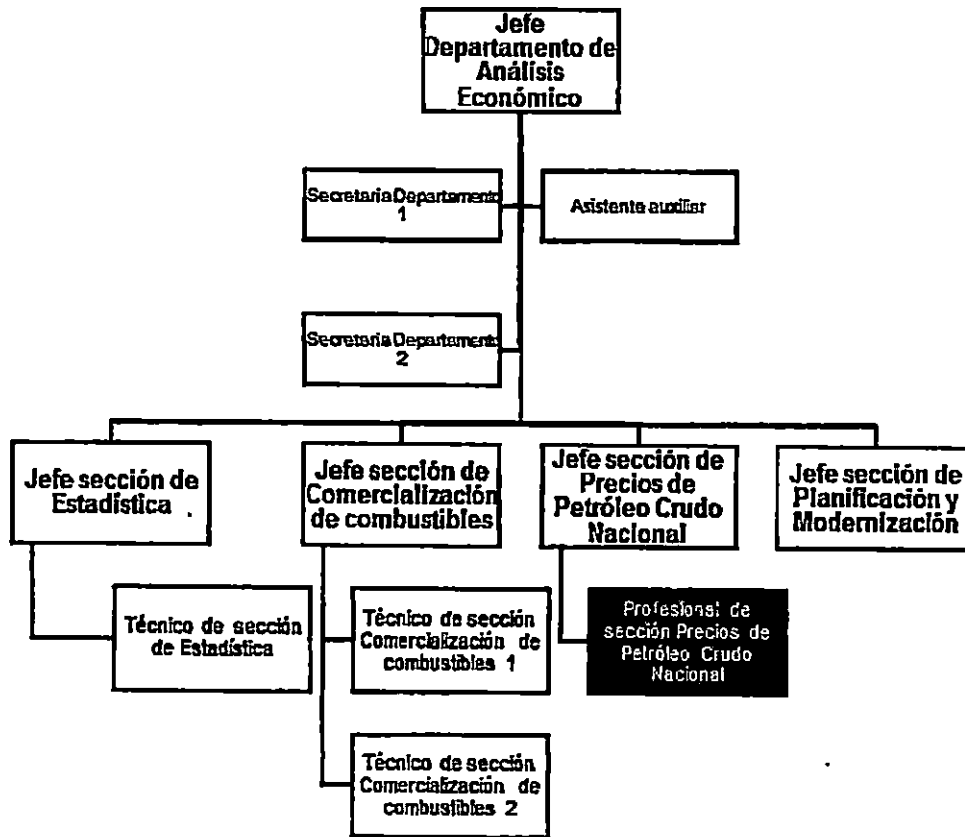 Jefe
Departamento de
Análisis
Económico
Secretaria Departamento
1
Asistente auxiliar
Secretaria Departamento
2
Jefe sección de
Estadística
Jefe sección de
Comercialización
de combustibles
Jefe sección de
Precios de
Petróleo Crudo
Nacional
Jefe sección de
Planificación y
Modernización
Técnico de sección
de Estadística
Técnico de sección
Comercialización de
combustibles 1
Profesional de
sección Precios de
Petróleo Crudo
Nacional
Técnico de sección
Comercialización de
combustibles 2